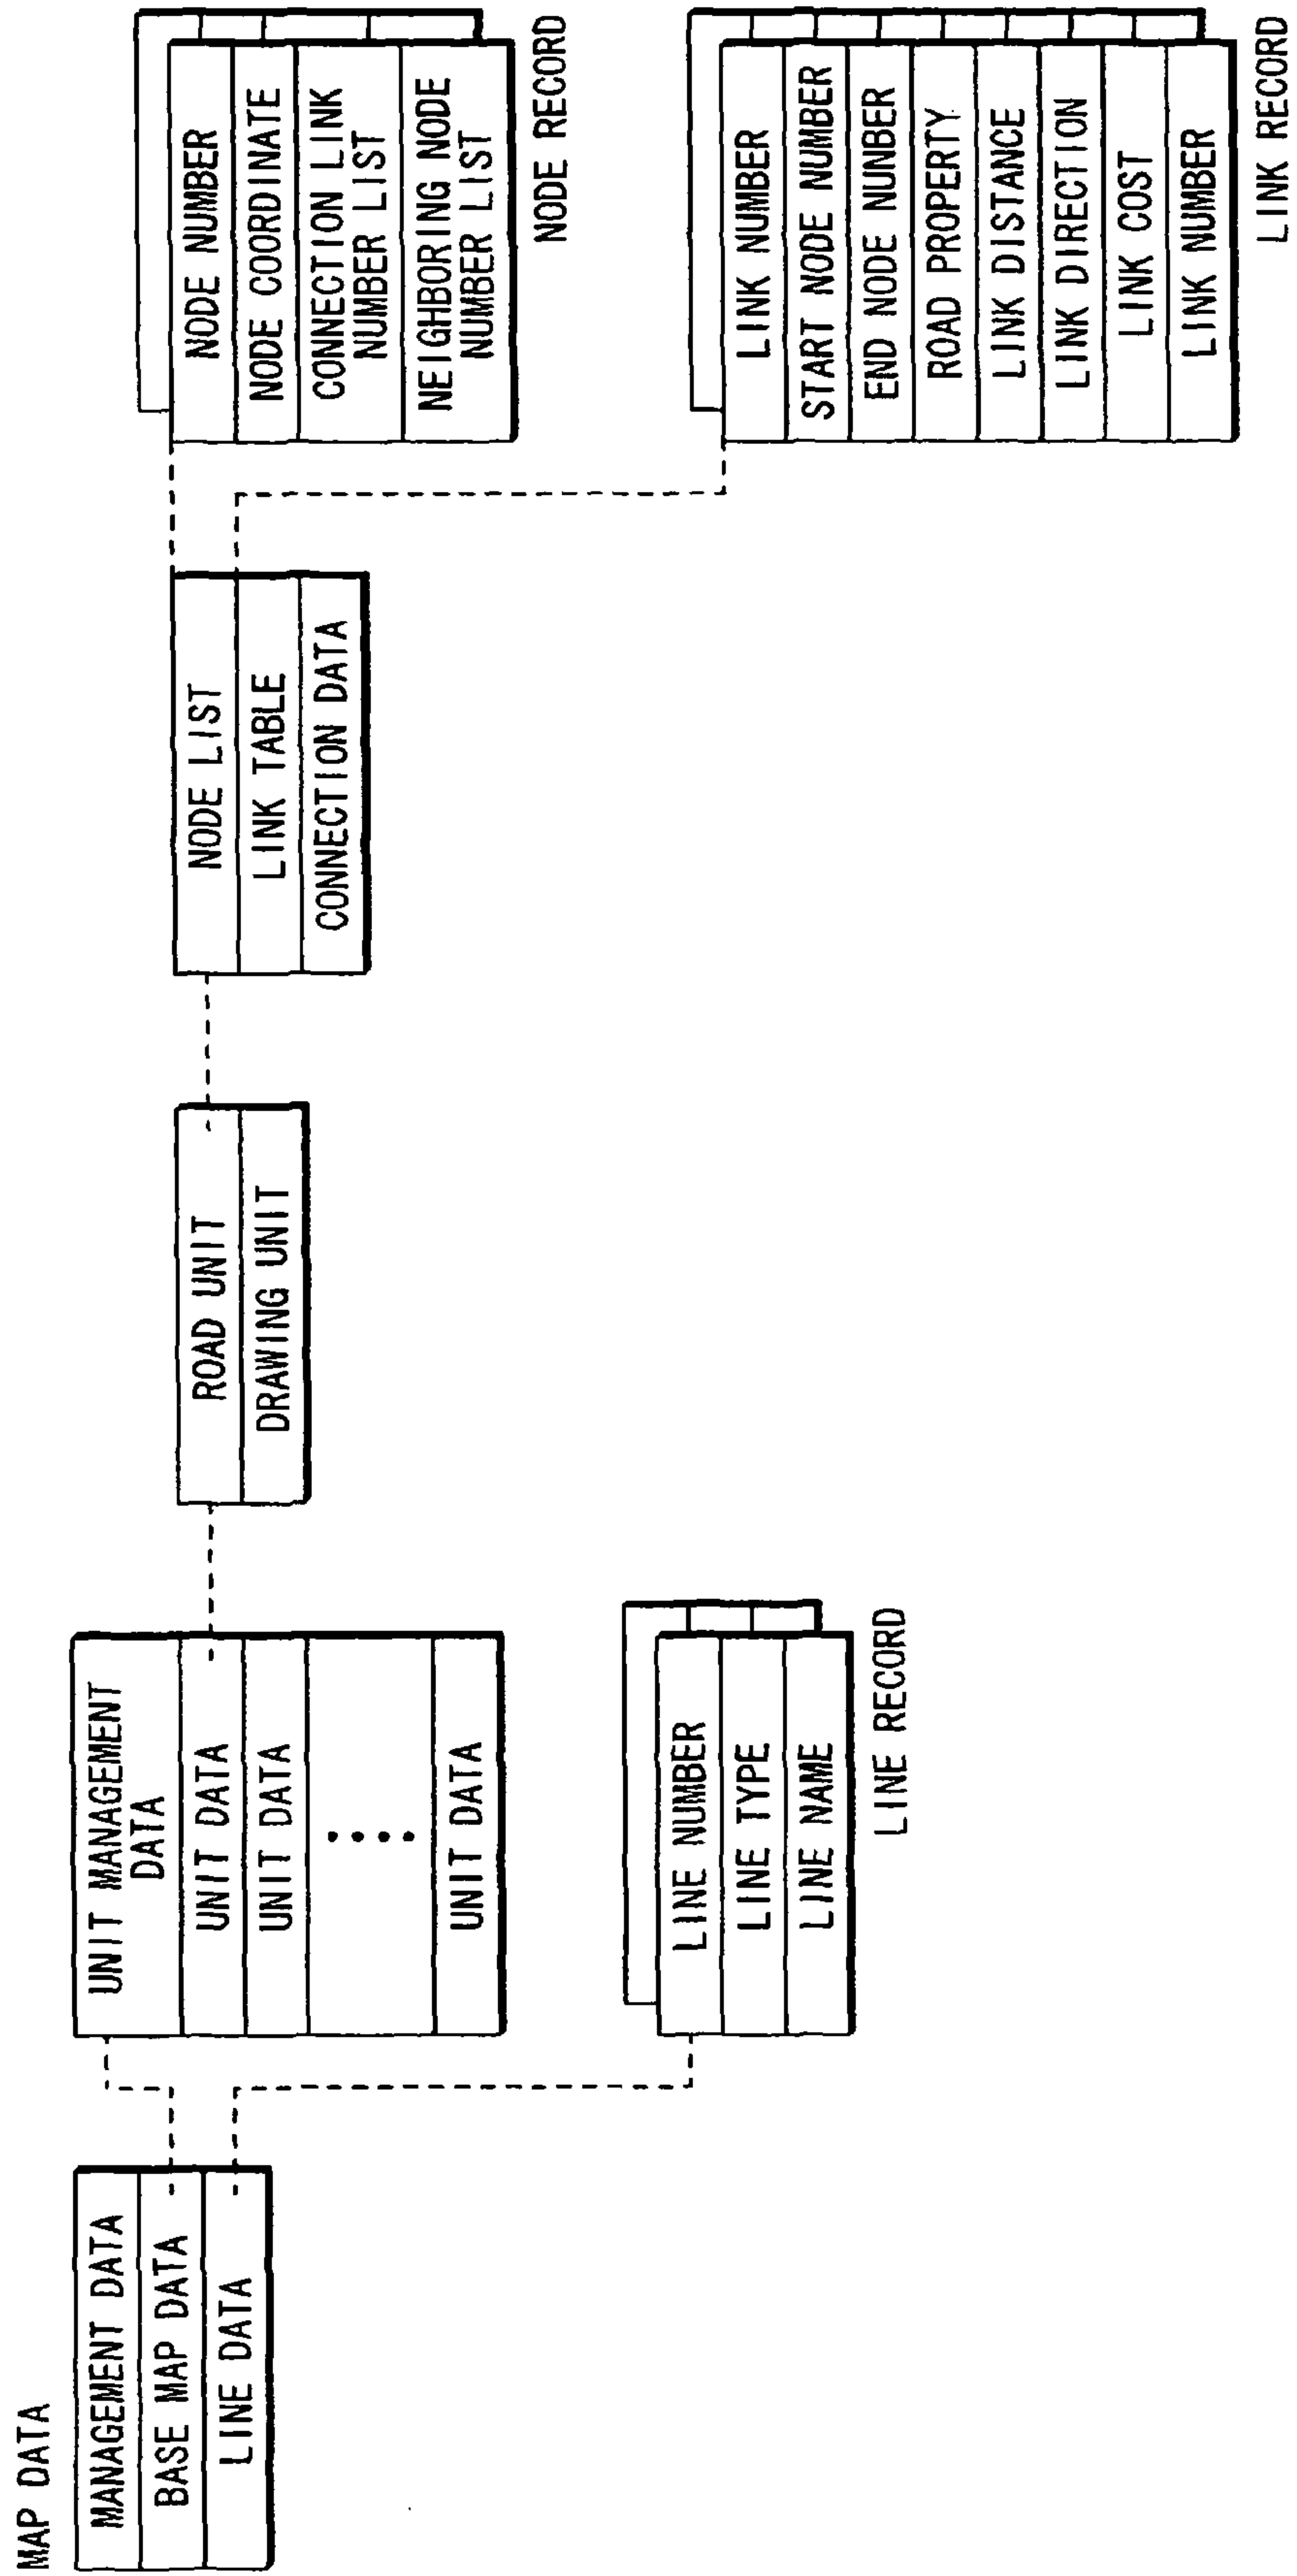 MAP DATA
MANAGEMENT DATA
BASE MAP DATA
LINE DATA
UNIT MANAGEMENT
DATA
UNIT DATA
UNIT DATA
••••
UNIT DATA
LINE NUMBER
LINE TYPE
LINE NAME
LINE RECORD
ROAD UNIT
DRAWING UNIT
NODE LIST
LINK TABLE
CONNECTION DATA
NODE NUMBER
NODE COORDINATE
CONNECTION LINK
NUMBER LIST
NEIGHBORING NODE
NUMBER LIST
NODE RECORD
LINK NUMBER
START NODE NUMBER
END NODE NUNBER
ROAD PROPERTY
LINK DISTANCE
LINK DIRECTION
LINK COST
LINK NUMBER
LINK RECORD